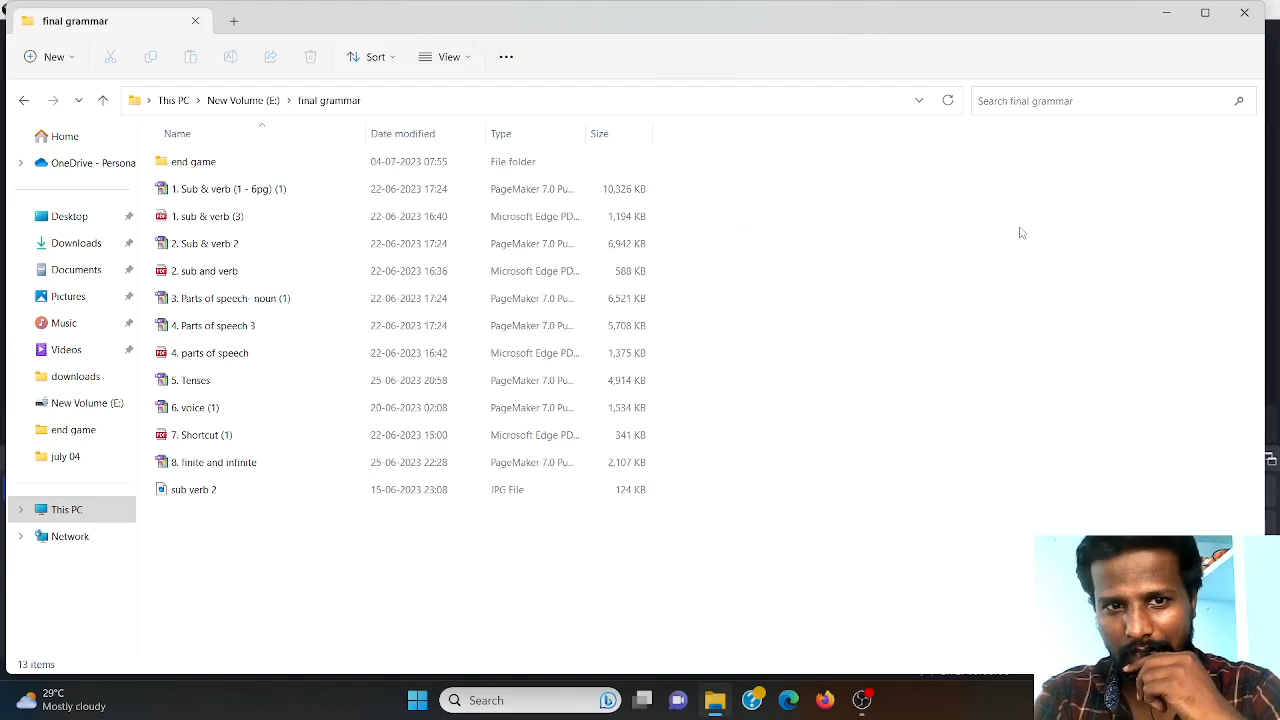 final grammar
New
Sort
View
This PC
New Volume (E:)
final grammar
Search final grammar
Name Date modified Type Size
Home
OneDrive - Persona
Desktop
Downloads
Documents
Pictures
Music
Videos
downloads
New Volume (E:)
end game
july 04
This PC
Network
end game 04-07-2023 07:55 File folder
1. Sub & verb (1 - 6pg) (1) 22-06-2023 17:24 PageMaker 7.0 Pu... 10,326 KB
1. sub & verb (3) 22-06-2023 16:40 Microsoft Edge PD... 1,194 KB
2. Sub & verb 2 22-06-2023 17:24 PageMaker 7.0 Pu... 6,942 KB
2. sub and verb 22-06-2023 16:36 Microsoft Edge PD... 588 KB
3. Parts of speech- noun (1) 22-06-2023 17:24 PageMaker 7.0 Pu... 6,521 KB
4. Parts of speech 3 22-06-2023 17:24 PageMaker 7.0 Pu... 5,708 KB
4. parts of speech 22-06-2023 16:42 Microsoft Edge PD... 1,375 KB
5. Tenses 25-06-2023 20:58 PageMaker 7.0 Pu... 4,914 KB
6. voice (1) 20-06-2023 02:08 PageMaker 7.0 Pu... 1,534 KB
7. Shortcut (1) 22-06-2023 15:00 Microsoft Edge PD... 341 KB
8. finite and infinite 25-06-2023 22:28 PageMaker 7.0 Pu... 2,107 KB
sub verb 2 15-06-2023 23:08 JPG File 124 KB
13 items
29°C
Mostly cloudy
Search